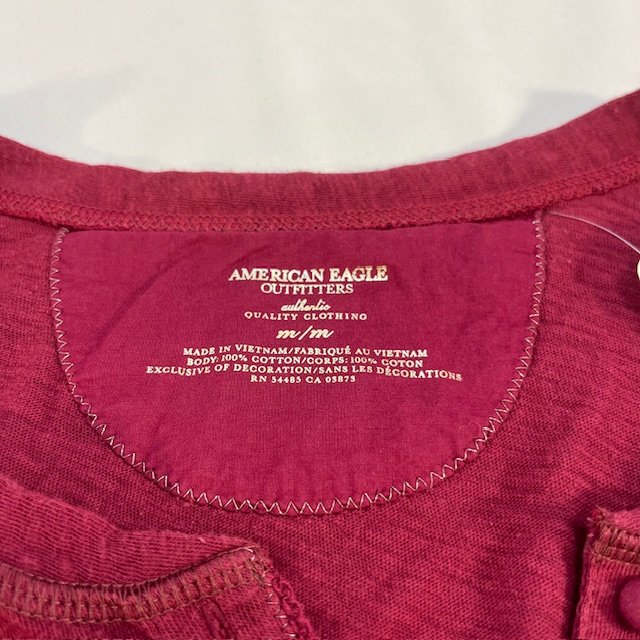 AMERICAN EAGLE
OUTFITTERS
authentic
QUALITY CLOTHING
m/m
MADE IN VIETNAM/FABRIQUÉ AU VIETNAM
BODY: 100% COTTON/CORPS: 100% COTON
EXCLUSIVE OF DECORATION/SANS LES DÉCORATIONS
RN 54485 CA 03873